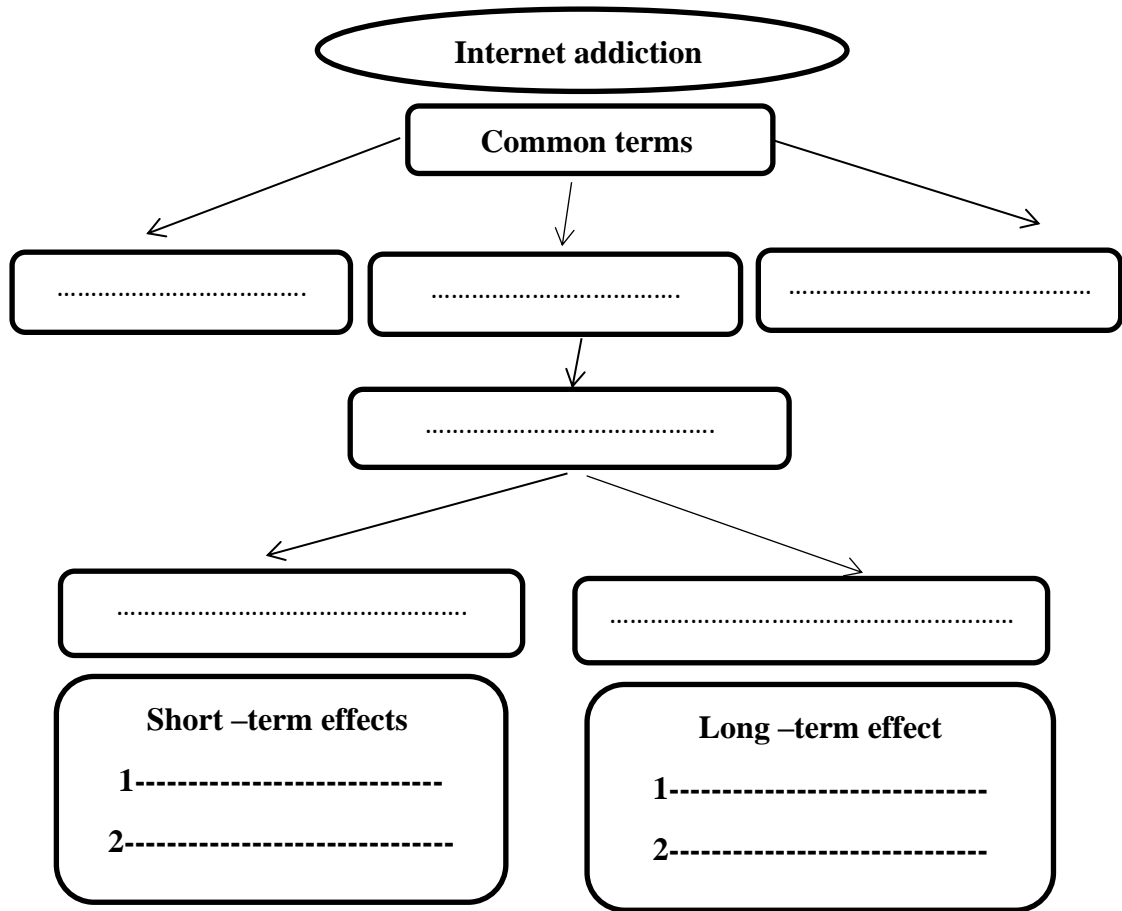 Internet addiction
Common terms
……………………………….
……………………………….
………………………………………
…………………………………….
…………………………………………….
……………………………………………………
Short –term effects
1-----------------------------
2-------------------------------
Long –term effect
1------------------------------
2------------------------------